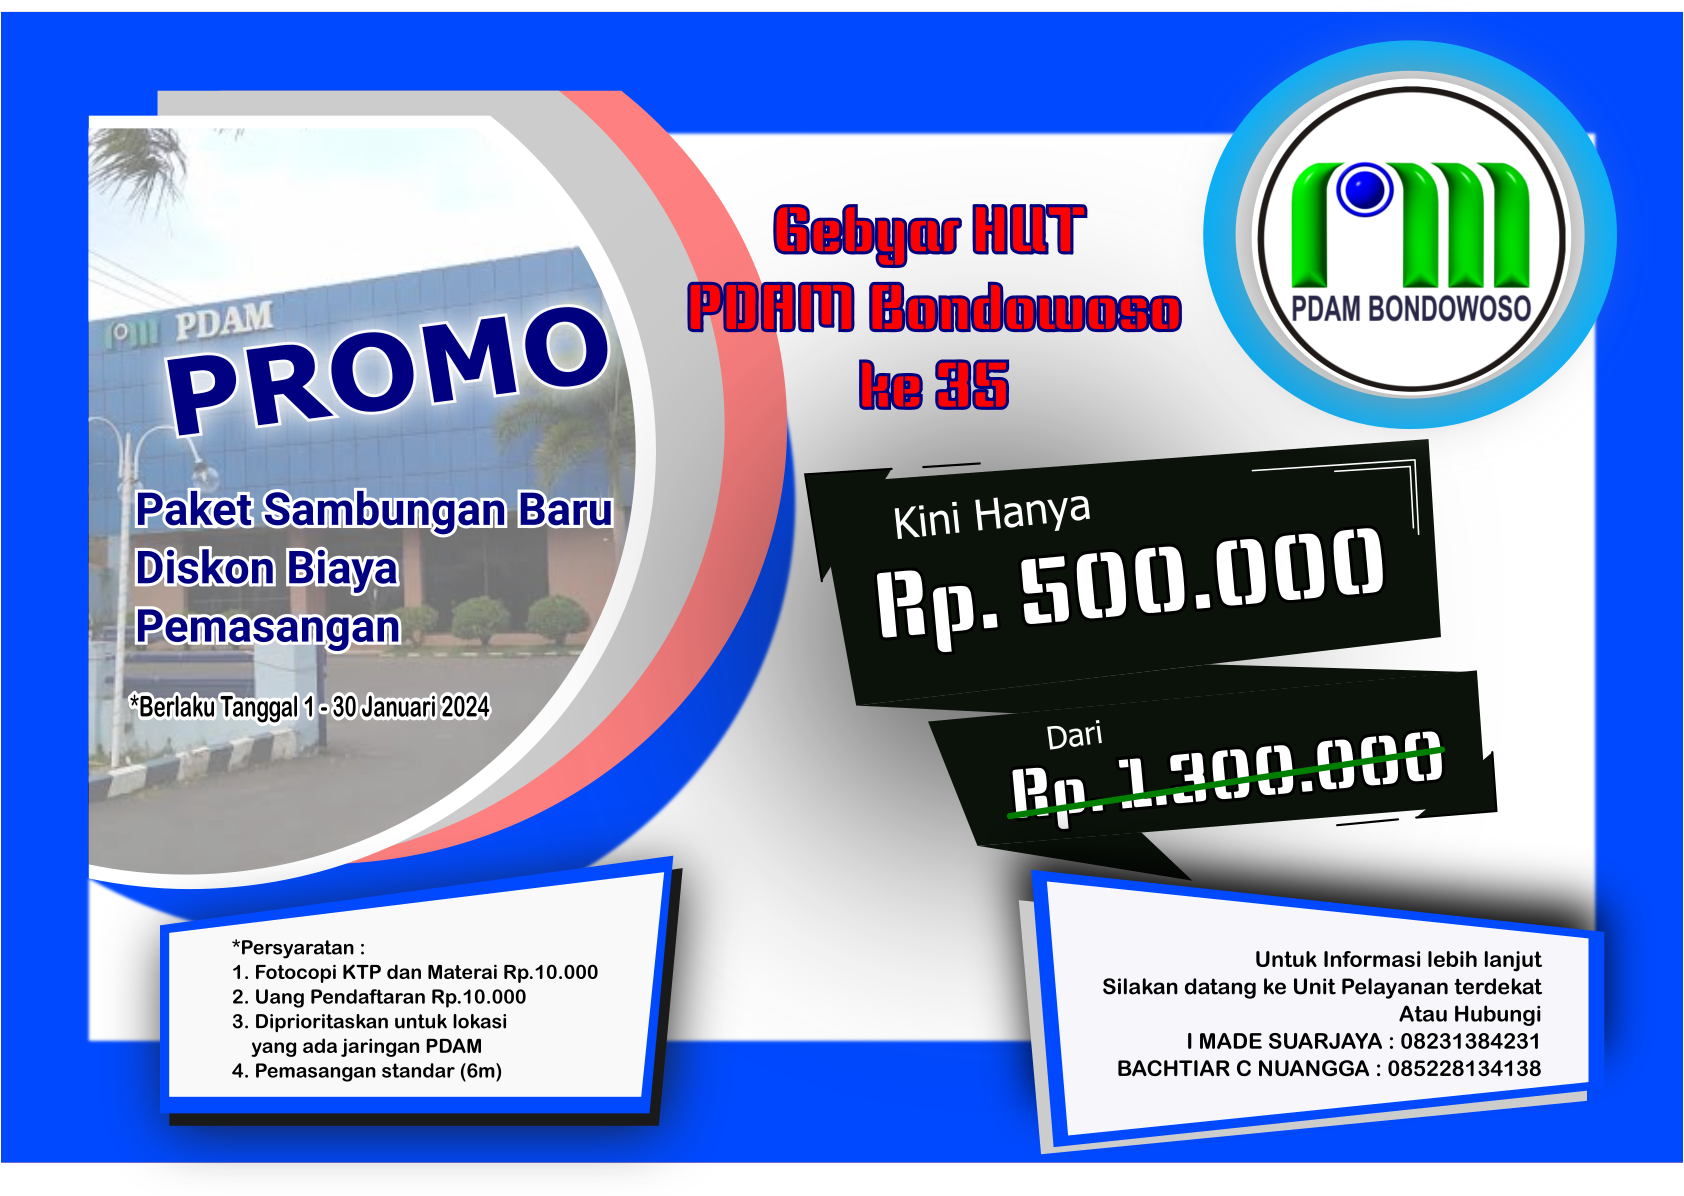 PDAM
PROMO
Paket Sambungan Baru
Diskon Biaya
Pemasangan
*Berlaku Tanggal 1 - 30 Januari 2024
Gebyar HUT
PDAM Bondowoso
ke 35
PDAM BONDOWOSO
Kini Hanya
Rp. 500.000
Dari
Rp. 1.300.000
*Persyaratan :
1. Fotocopi KTP dan Materai Rp.10.000
2. Uang Pendaftaran Rp.10.000
3. Diprioritaskan untuk lokasi
yang ada jaringan PDAM
4. Pemasangan standar (6m)
Untuk Informasi lebih lanjut
Silakan datang ke Unit Pelayanan terdekat
Atau Hubungi
I MADE SUARJAYA : 08231384231
BACHTIAR C NUANGGA : 085228134138